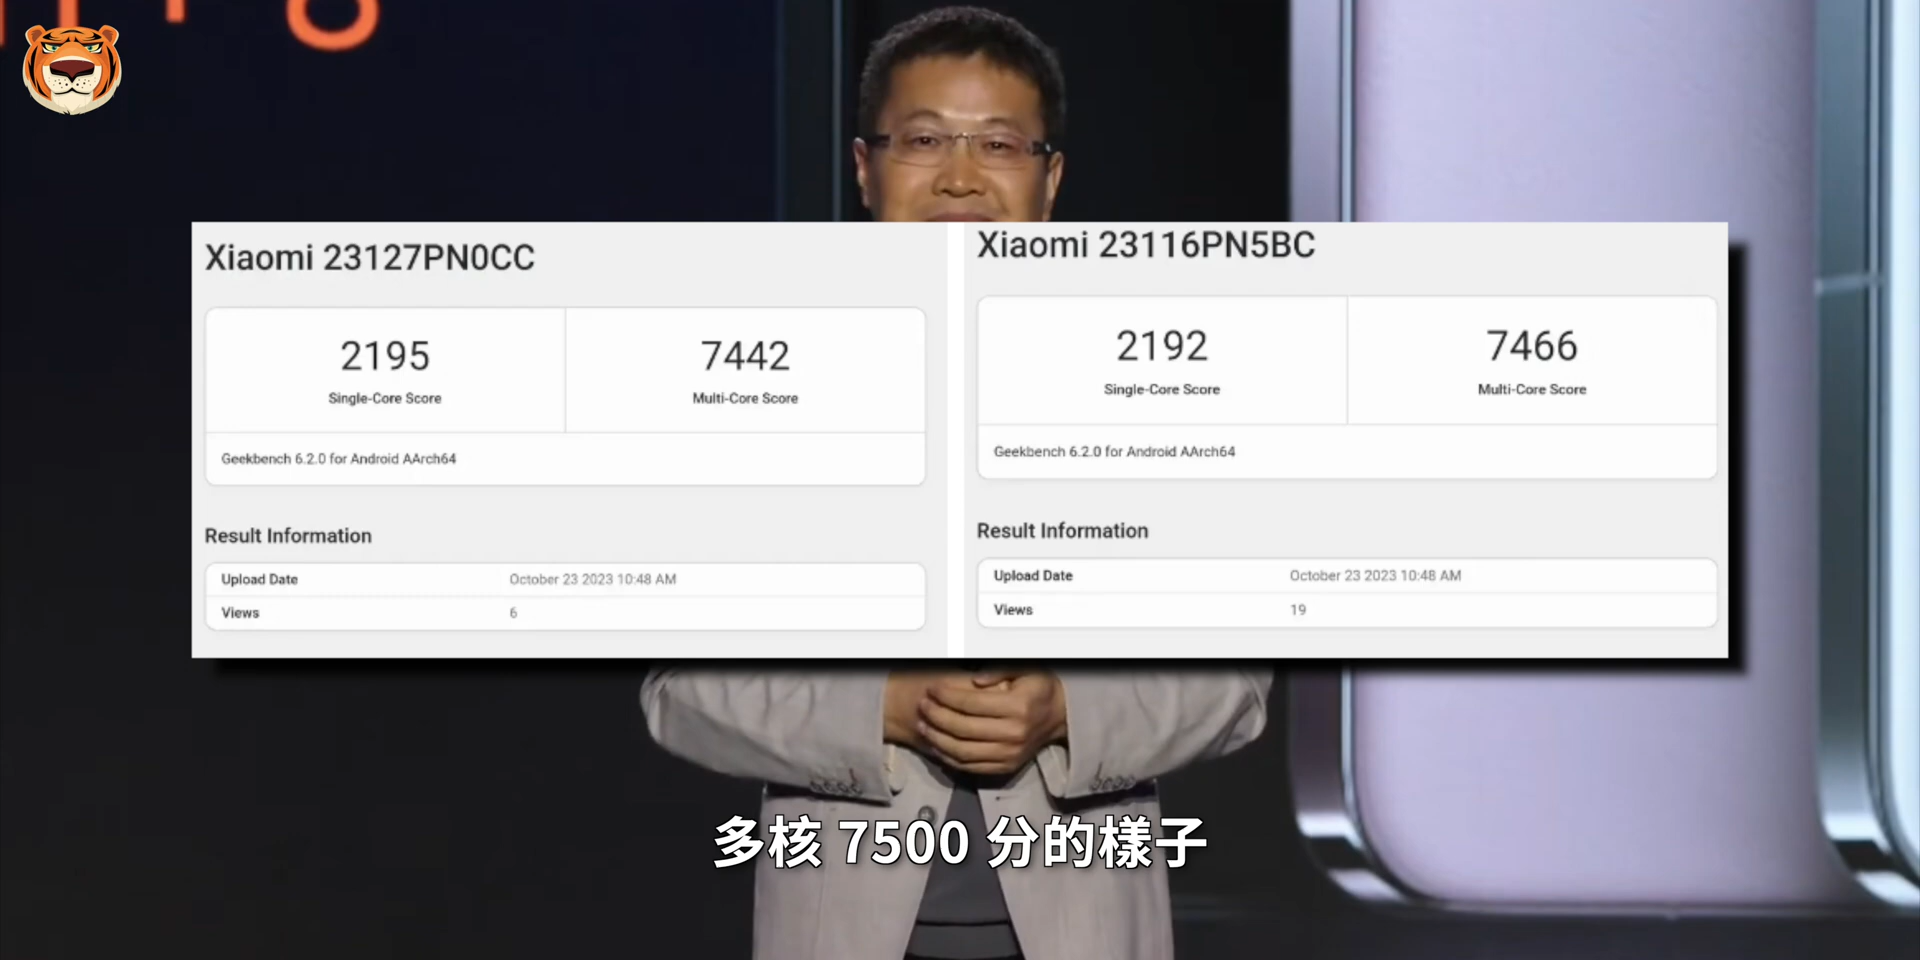 Xiaomi 23127PN0CC
2195
Single-Core Score
7442
Multi-Core Score
Geekbench 6.2.0 for Android AArch64
Result Information
Upload Date October 23 2023 10:48 AM
Views 6
Xiaomi 23116PN5BC
2192
Single-Core Score
7466
Multi-Core Score
Geekbench 6.2.0 for Android AArch64
Result Information
Upload Date October 23 2023 10:48 AM
Views 19
多核 7500 分的樣子